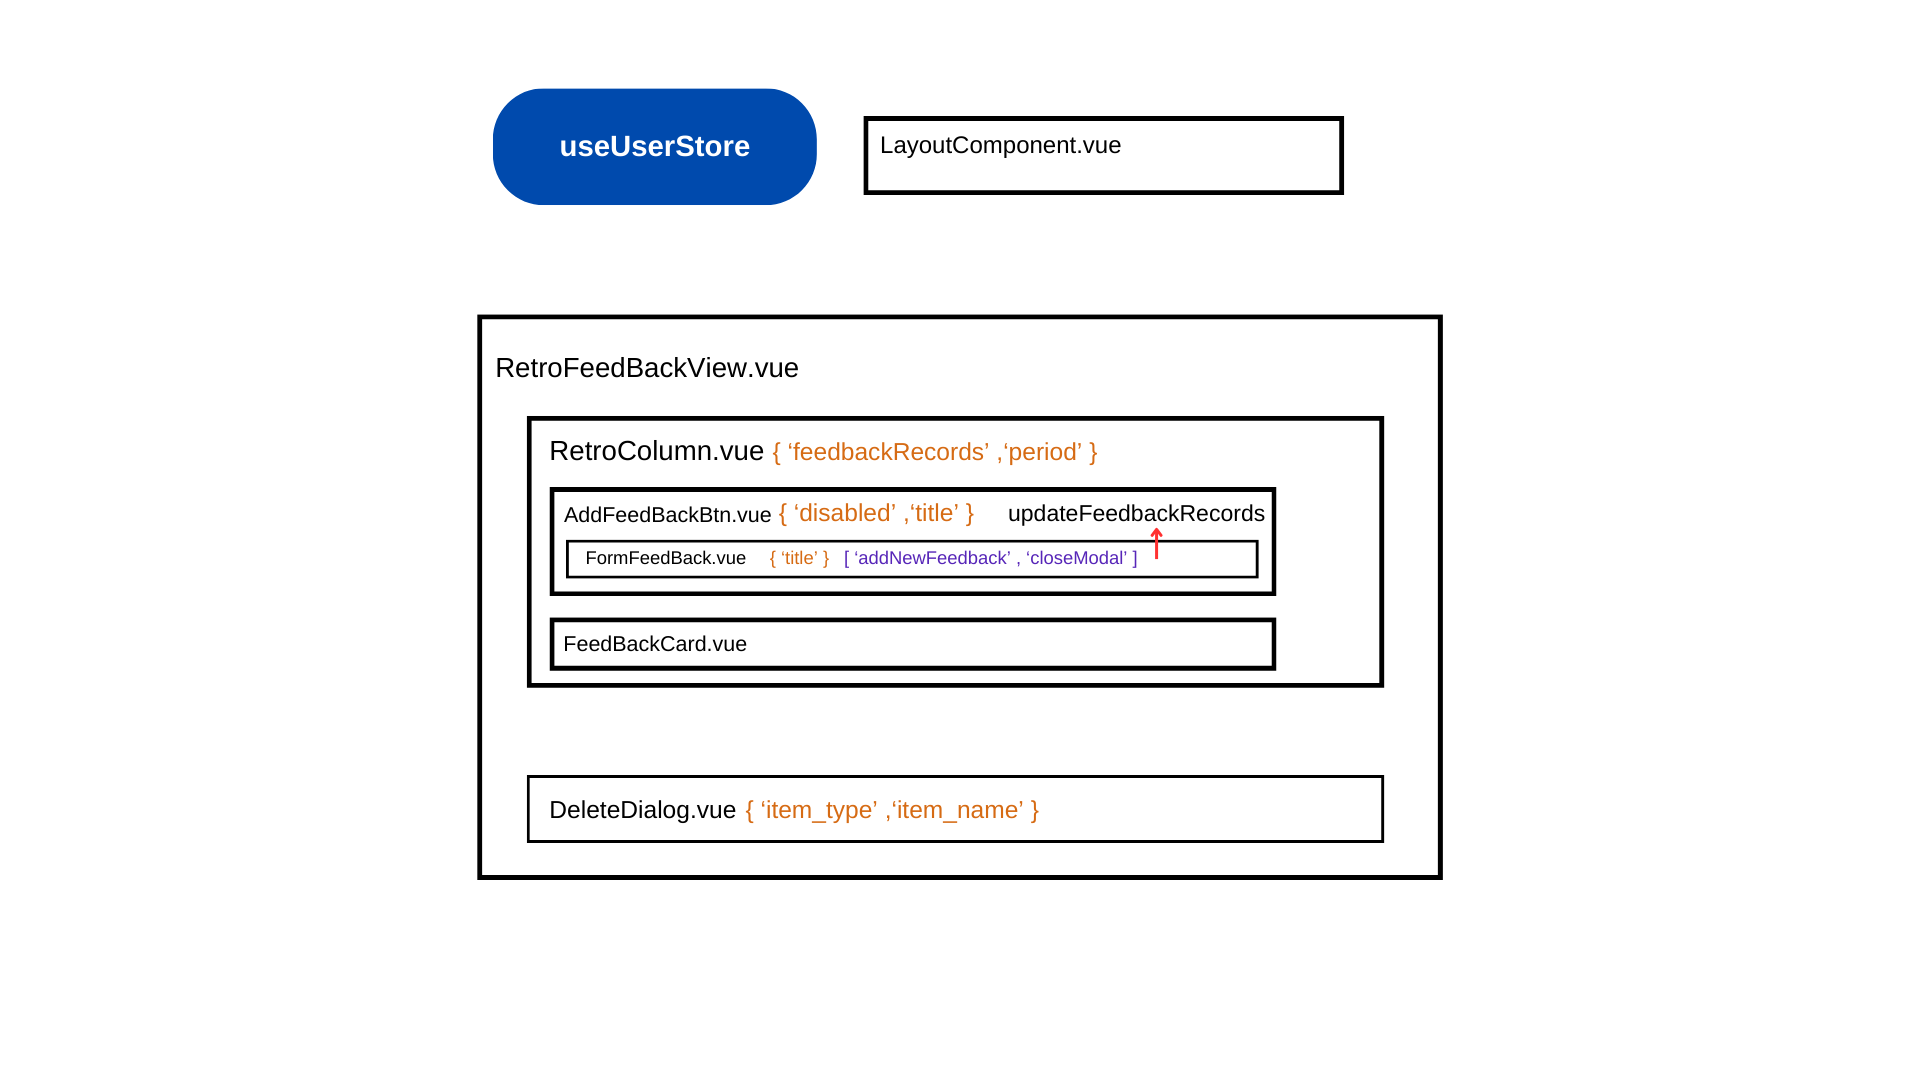 useUserStore
LayoutComponent.vue
RetroFeedBackView.vue
RetroColumn.vue { ‘feedbackRecords’ ,‘period’ }
AddFeedBackBtn.vue { ‘disabled’ ,‘title’ } updateFeedbackRecords
FormFeedBack.vue { ‘title’ } [ ‘addNewFeedback’ , ‘closeModal’ ]
FeedBackCard.vue
DeleteDialog.vue { ‘item_type’ ,‘item_name’ }